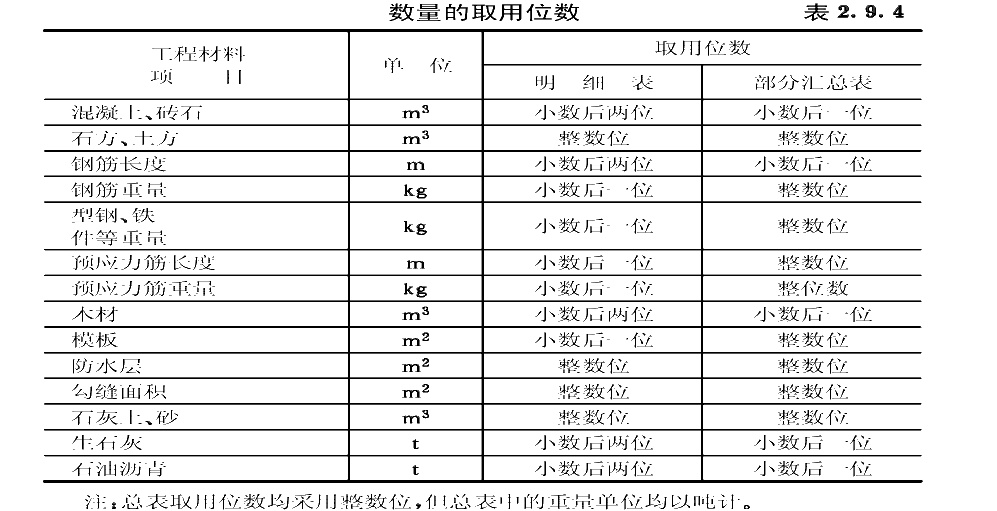 数量的取用位数 表2.9.4
工程材料 单 位 取用位数
项 目 明 细 表 部分汇总表
混凝土、砖石 m³ 小数后两位 小数后一位
石方、土方 m³ 整数位 整数位
钢筋长度 m 小数后两位 小数后一位
钢筋重量 kg 小数后一位 整数位
型钢、铁
件等重量 kg 小数后一位 整数位
预应力筋长度 m 小数后一位 整数位
预应力筋重量 kg 小数后一位 整位数
木材 m³ 小数后两位 小数后一位
模板 m² 小数后一位 整数位
防水层 m² 整数位 整数位
勾缝面积 m² 整数位 整数位
石灰土、砂 m³ 整数位 整数位
生石灰 t 小数后两位 小数后一位
石油沥青 t 小数后两位 小数后一位
注:总表取用位数均采用整数位,但总表中的重量单位均以吨计。